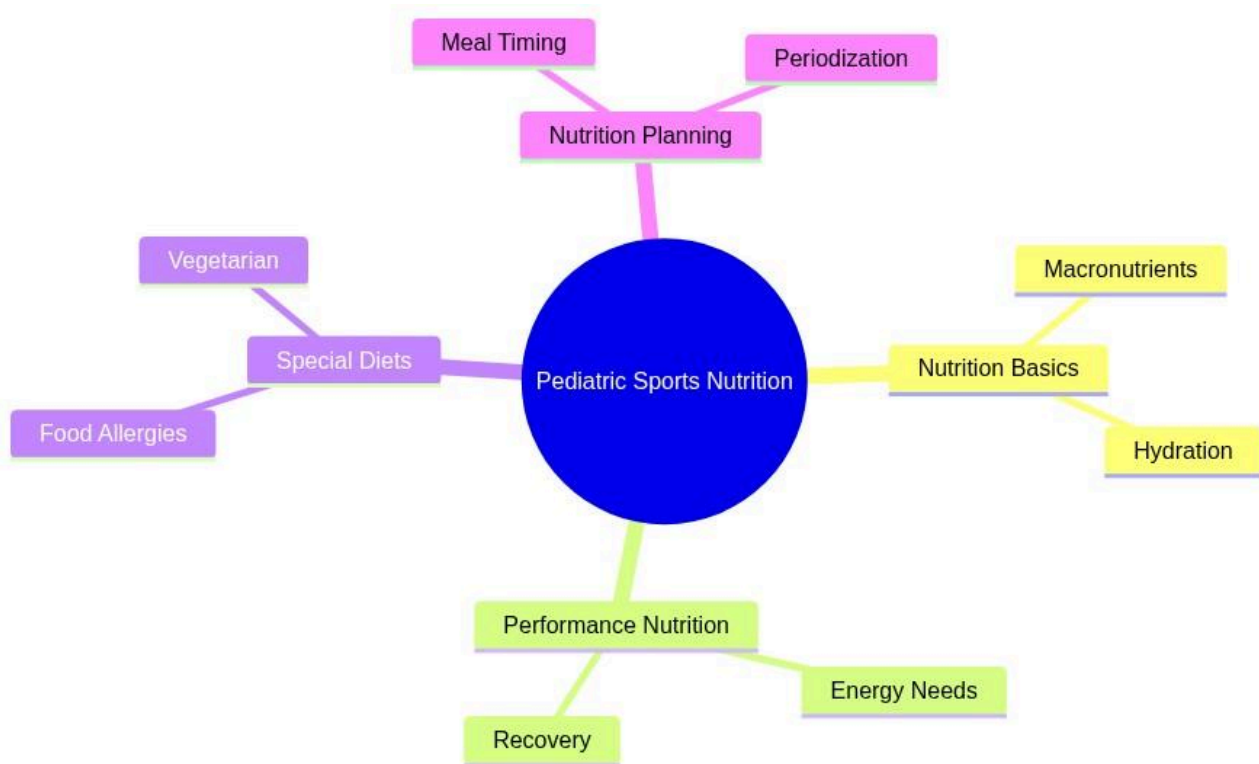 Meal Timing
Periodization
Nutrition Planning
Vegetarian
Macronutrients
Special Diets
Pediatric Sports Nutrition
Nutrition Basics
Food Allergies
Hydration
Performance Nutrition
Energy Needs
Recovery